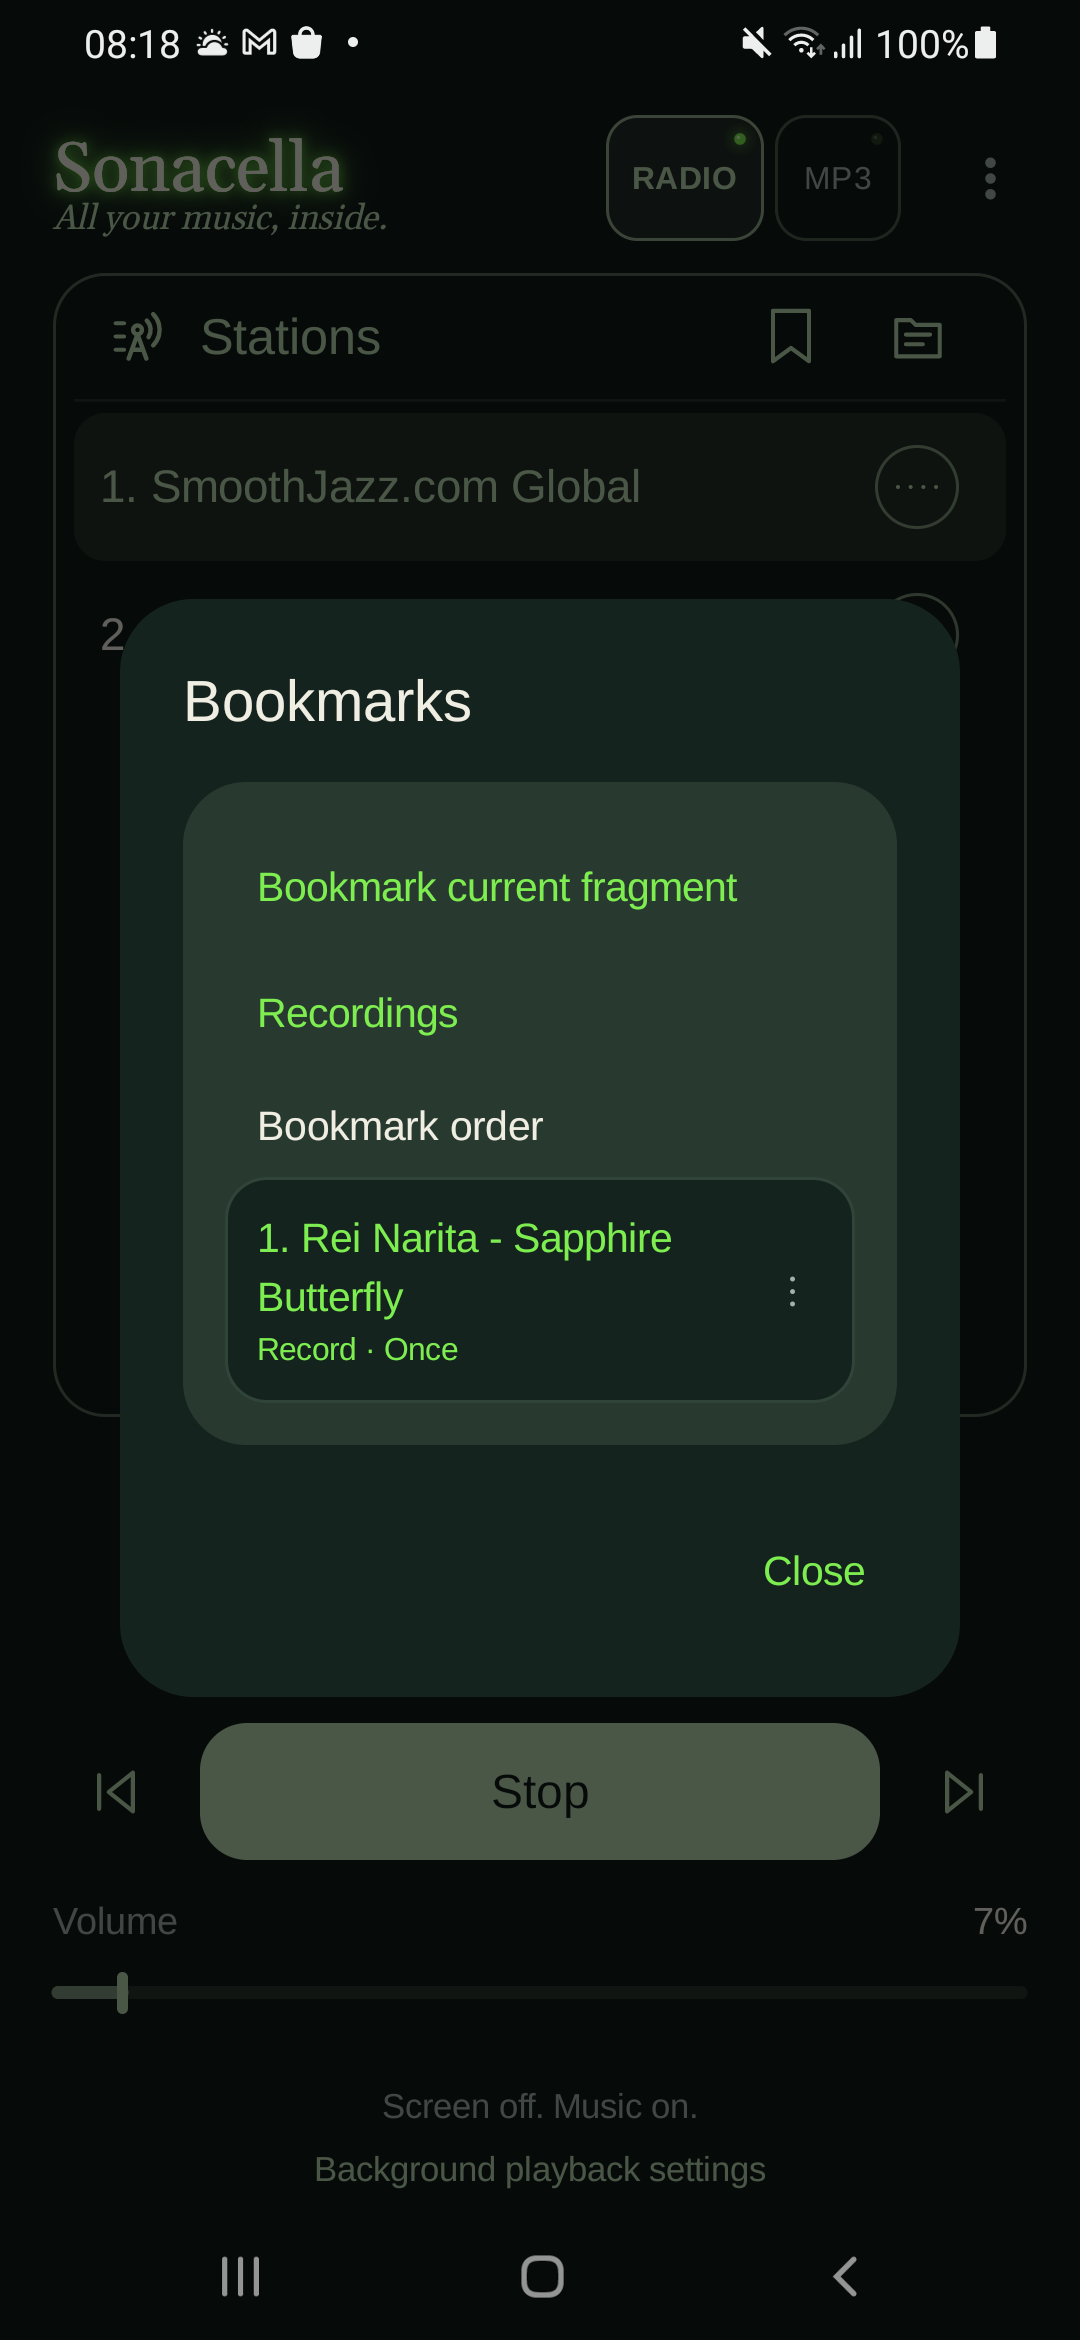 08:18
100%
Sonacella
All your music, inside.
RADIO
MP3
Stations
1. SmoothJazz.com Global
2
Bookmarks
Bookmark current fragment
Recordings
Bookmark order
1. Rei Narita - Sapphire
Butterfly
Record · Once
Close
Stop
Volume
7%
Screen off. Music on.
Background playback settings